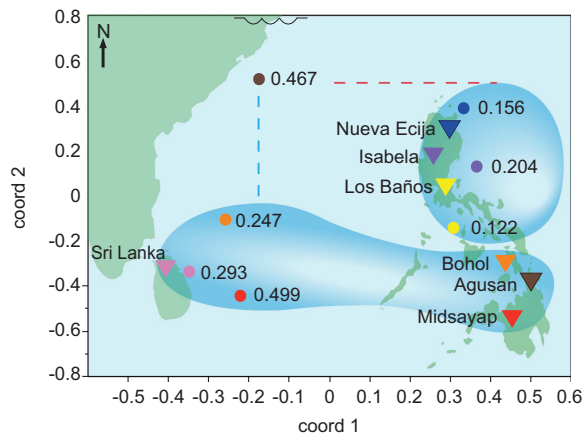 0.8
0.6
0.4
0.2
0
-0.2
-0.4
-0.6
-0.8
coord 2
N
0.467
0.156
Nueva Ecija
Isabela
0.204
Los Baños
0.122
0.247
Sri Lanka
0.293
0.499
Bohol
Agusan
Midsayap
-0.5 -0.4 -0.3 -0.2 -0.1 0 0.1 0.2 0.3 0.4 0.5 0.6
coord 1